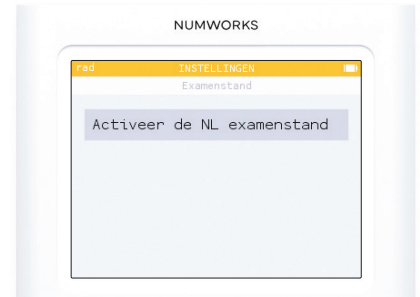 NUMWORKS
rad INSTELLINGEN
Examenstand
Activeer de NL examenstand